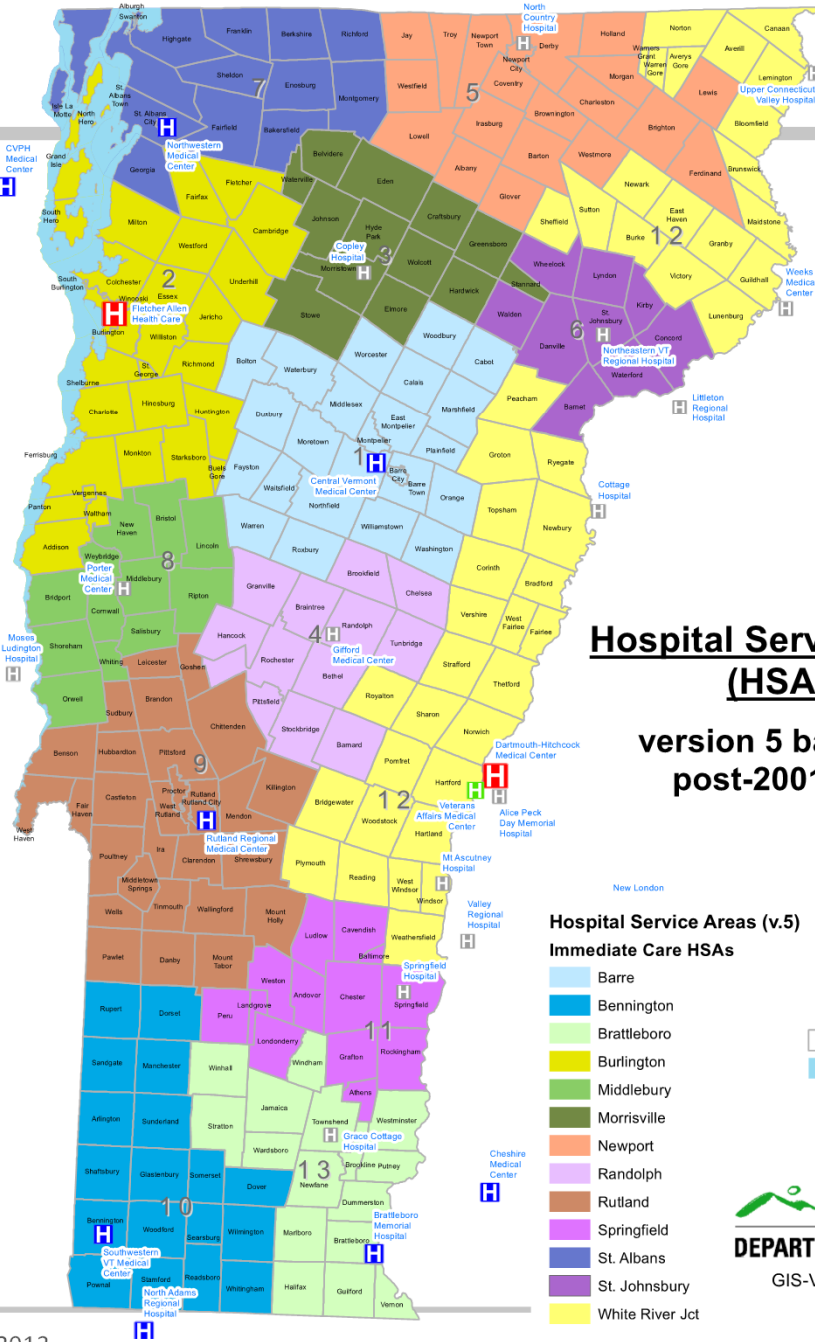 Alburgh
Swanton
Highgate
Franklin
Berkshire
Richford
Jay
Troy
Newport
Town
North
Country
Hospital
Derby
Holland
Norton
Canaan
Averill
Warners
Grant
Warren
Gore
Averys
Gore
Lemington
Upper Connecticut
Valley Hospital
Newport
City
Morgan
Lewis
Bloomfield
Sheldon
7
Enosburg
Westfield
5
Coventry
Charleston
Isle La
Motte
North
Hero
St.
Albans
Town
St. Albans
City
Montgomery
Irasburg
Brownington
Brighton
Fairfield
Bakersfield
Lowell
Barton
Westmore
Ferdinand
Brunswick
CVPH
Medical
Center
Northwestern
Medical
Center
Grand
Isle
Georgia
Belvidere
Waterville
Eden
Albany
Glover
Newark
Maidstone
Fairfax
Fletcher
South
Hero
Milton
Cambridge
Johnson
Hyde
Park
Craftsbury
Greensboro
Sheffield
Sutton
East
Haven
Burke
12
Granby
Westford
Copley
Hospital
3
Morristown
Wolcott
Wheelock
Lyndon
Victory
Guildhall
Weeks
Medical
Center
South
Burlington
Colchester
2
Winooski
Essex
Underhill
Hardwick
Stannard
Kirby
Fletcher Allen
Health Care
Jericho
Stowe
Elmore
Walden
6
St.
Johnsbury
Concord
Lunenburg
Burlington
Williston
Woodbury
Danville
Northeastern VT
Regional Hospital
St.
George
Richmond
Bolton
Waterbury
Worcester
Cabot
Waterford
Shelburne
Calais
Peacham
Barnet
Littleton
Regional
Hospital
Charlotte
Hinesburg
Huntington
Duxbury
Middlesex
East
Montpelier
Marshfield
Moretown
Montpelier
Plainfield
Groton
Ryegate
Ferrisburg
Monkton
Starksboro
Buels
Gore
Fayston
1
Barre
City
Barre
Town
Central Vermont
Medical Center
Waitsfield
Northfield
Orange
Cottage
Hospital
Panton
Vergennes
Waltham
Topsham
Newbury
New
Haven
Bristol
Lincoln
Warren
Williamstown
Roxbury
Washington
Addison
Weybridge
8
Brookfield
Corinth
Bradford
Porter
Medical
Center
Middlebury
Granville
Chelsea
Bridport
Cornwall
Ripton
Braintree
Randolph
Vershire
West
Fairlee
Fairlee
Salisbury
Hancock
4
Gifford
Medical Center
Tunbridge
Moses
Ludington
Hospital
Shoreham
Whiting
Leicester
Goshen
Rochester
Bethel
Strafford
Thetford
Hospital Serv
(HSA
Orwell
Sudbury
Brandon
Pittsfield
Royalton
Sharon
Norwich
Chittenden
Stockbridge
Barnard
version 5 ba
post-2001
Benson
Hubbardton
Pittsford
Pomfret
Dartmouth-Hitchcock
Medical Center
9
Castleton
Proctor
Rutland
Rutland City
West
Rutland
Mendon
Killington
Bridgewater
12
Woodstock
Hartford
Veterans
Affairs Medical
Center
Alice Peck
Day Memorial
Hospital
Fair
Haven
West
Haven
Rutland Regional
Medical Center
Hartland
Ira
Clarendon
Shrewsbury
Poultney
Plymouth
Reading
West
Windsor
Windsor
Mt Ascutney
Hospital
Middletown
Springs
Tinmouth
Wallingford
Mount
Holly
New London
Wells
Ludlow
Cavendish
Weathersfield
Valley
Regional
Hospital
Baltimore
Pawlet
Danby
Mount
Tabor
Springfield
Hospital
Weston
Andover
Chester
Springfield
Rupert
Dorset
Landgrove
Peru
11
Londonderry
Grafton
Rockingham
Sandgate
Manchester
Winhall
Windham
Athens
Arlington
Sunderland
Jamaica
Townshend
Westminster
Stratton
Grace Cottage
Hospital
Wardsboro
Brookline
Putney
Cheshire
Medical
Center
Shaftsbury
Glastenbury
Somerset
Dover
13
Newfane
Dummerston
10
Bennington
Woodford
Searsburg
Wilmington
Marlboro
Brattleboro
Brattleboro
Memorial
Hospital
Southwestern
VT Medical
Center
Pownal
Stamford
Readsboro
Whitingham
Halifax
Guilford
Vernon
North Adams
Regional
Hospital
H
Hospital Service Areas (v.5)
Immediate Care HSAs
Barre
Bennington
Brattleboro
Burlington
Middlebury
Morrisville
Newport
Randolph
Rutland
Springfield
St. Albans
St. Johnsbury
White River Jct
DEPART
GIS-V